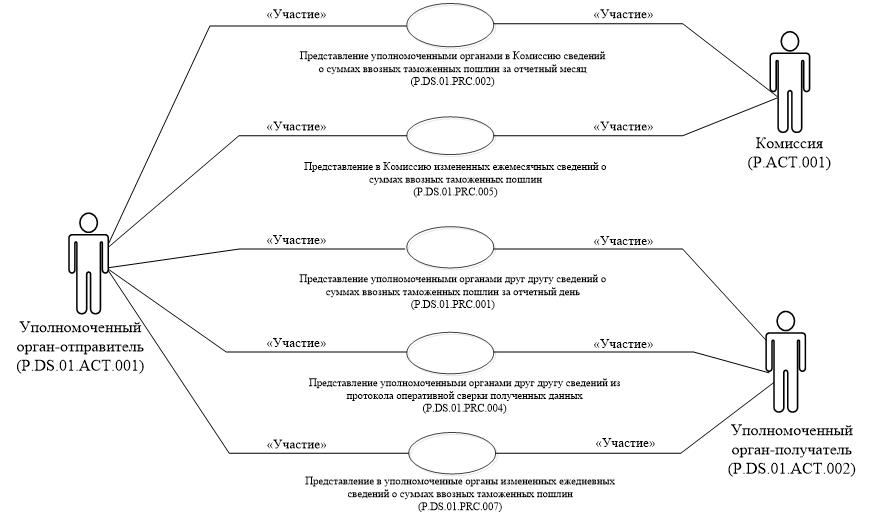 «Участие»
«Участие»
Представление уполномоченными органами в Комиссию сведений
о суммах ввозных таможенных пошлин за отчетный месяц
(P.DS.01.PRC.002)
«Участие»
«Участие»
Комиссия
(P.ACT.001)
Представление в Комиссию измененных ежемесячных сведений о
суммах ввозных таможенных пошлин
(P.DS.01.PRC.005)
«Участие»
«Участие»
Представление уполномоченными органами друг другу сведений о
суммах ввозных таможенных пошлин за отчетный день
(P.DS.01.PRC.001)
Уполномоченный
орган-отправитель
(P.DS.01.ACT.001)
«Участие»
«Участие»
Представление уполномоченными органами друг другу сведений из
протокола оперативной сверки полученных данных
(P.DS.01.PRC.004)
«Участие»
«Участие»
Уполномоченный
орган-получатель
(P.DS.01.ACT.002)
Представление в уполномоченные органы измененных ежедневных
сведений о суммах ввозных таможенных пошлин
(P.DS.01.PRC.007)